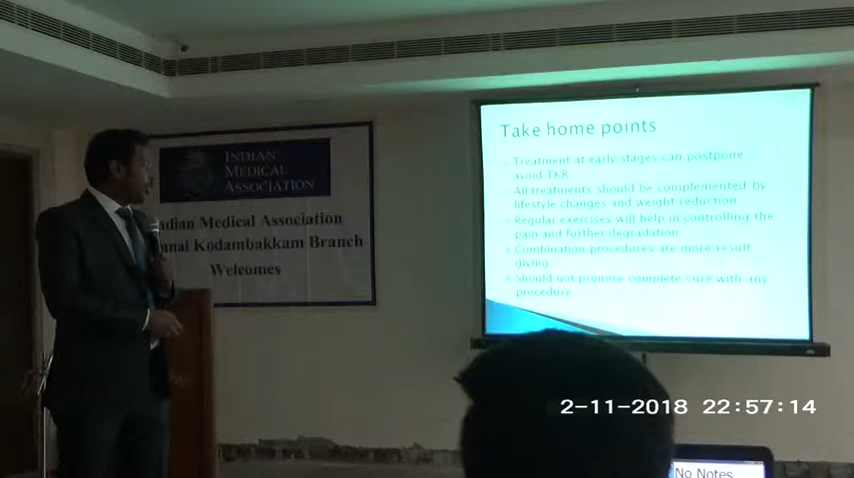 INDIAN
MEDICAL
ASSOCIATION
Indian Medical Association
nnai Kodambakkam Branch
Welcomes
Take home points
Treatment at early stages can postpone /
avoid TKR
All treatments should be complemented by
lifestyle changes and weight reduction
Regular exercises will help in controlling the
pain and further degradation
Combination procedures are more result
giving
Should not promise complete cure with any
procedure
2-11-2018 22:57:14
No Notes